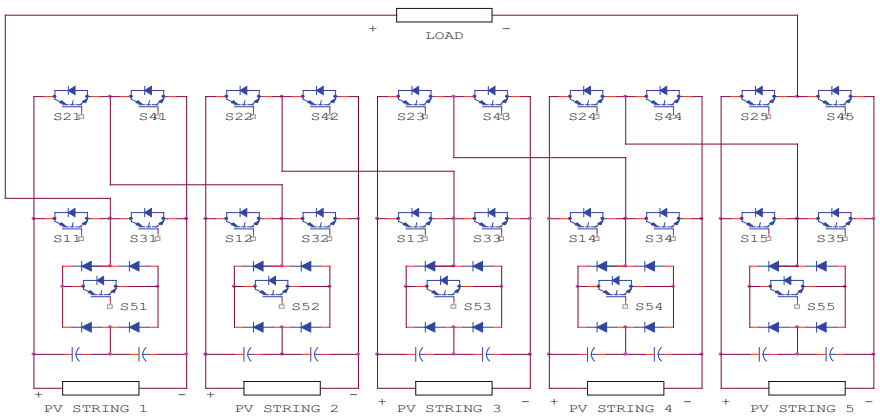 + -
LOAD
S21 S41 S22 S42 S23 S43 S24 S44 S25 S45
S11 S31 S12 S32 S13 S33 S14 S34 S15 S35
S51 S52 S53 S54 S55
+ - + - + - + - + -
PV STRING 1 PV STRING 2 PV STRING 3 PV STRING 4 PV STRING 5